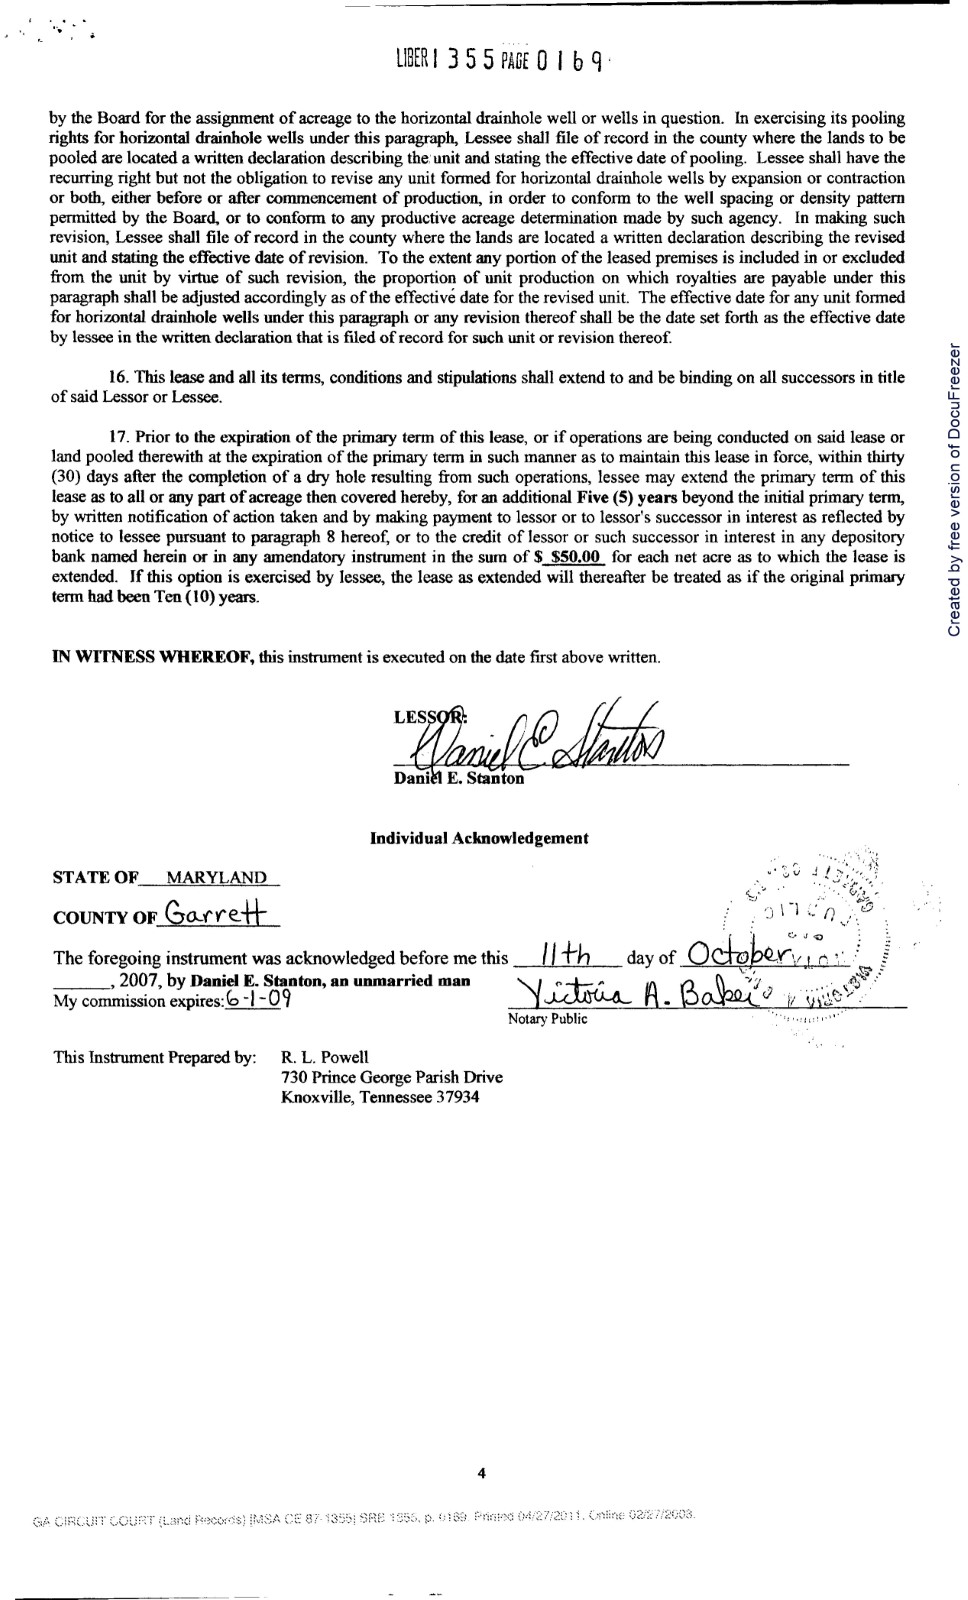 LIBER 1 3 5 5 PAGE 0 1 6 9
by the Board for the assignment of acreage to the horizontal drainhole well or wells in question. In exercising its pooling
rights for horizontal drainhole wells under this paragraph, Lessee shall file of record in the county where the lands to be
pooled are located a written declaration describing the unit and stating the effective date of pooling. Lessee shall have the
recurring right but not the obligation to revise any unit formed for horizontal drainhole wells by expansion or contraction
or both, either before or after commencement of production, in order to conform to the well spacing or density pattern
permitted by the Board, or to conform to any productive acreage determination made by such agency. In making such
revision, Lessee shall file of record in the county where the lands are located a written declaration describing the revised
unit and stating the effective date of revision. To the extent any portion of the leased premises is included in or excluded
from the unit by virtue of such revision, the proportion of unit production on which royalties are payable under this
paragraph shall be adjusted accordingly as of the effective date for the revised unit. The effective date for any unit formed
for horizontal drainhole wells under this paragraph or any revision thereof shall be the date set forth as the effective date
by lessee in the written declaration that is filed of record for such unit or revision thereof.
16. This lease and all its terms, conditions and stipulations shall extend to and be binding on all successors in title
of said Lessor or Lessee.
17. Prior to the expiration of the primary term of this lease, or if operations are being conducted on said lease or
land pooled therewith at the expiration of the primary term in such manner as to maintain this lease in force, within thirty
(30) days after the completion of a dry hole resulting from such operations, lessee may extend the primary term of this
lease as to all or any part of acreage then covered hereby, for an additional Five (5) years beyond the initial primary term,
by written notification of action taken and by making payment to lessor or to lessor's successor in interest as reflected by
notice to lessee pursuant to paragraph 8 hereof, or to the credit of lessor or such successor in interest in any depository
bank named herein or in any amendatory instrument in the sum of $ $50.00 for each net acre as to which the lease is
extended. If this option is exercised by lessee, the lease as extended will thereafter be treated as if the original primary
term had been Ten (10) years.
IN WITNESS WHEREOF, this instrument is executed on the date first above written.
LESSOR:
Daniel E. Stanton
Daniel E. Stanton
Individual Acknowledgement
STATE OF MARYLAND
COUNTY OF Garrett
The foregoing instrument was acknowledged before me this 11th day of October
______, 2007, by Daniel E. Stanton, an unmarried man
My commission expires: 6-1-09 Victoria A. Baker
Notary Public
This Instrument Prepared by: R. L. Powell
730 Prince George Parish Drive
Knoxville, Tennessee 37934
4
GA CIRCUIT COURT (Land Records) [MSA CE 87-1355] SRB 1355, p. 0169. Printed 04/27/2011. Online 02/27/2008.
Created by free version of DocuFreezer